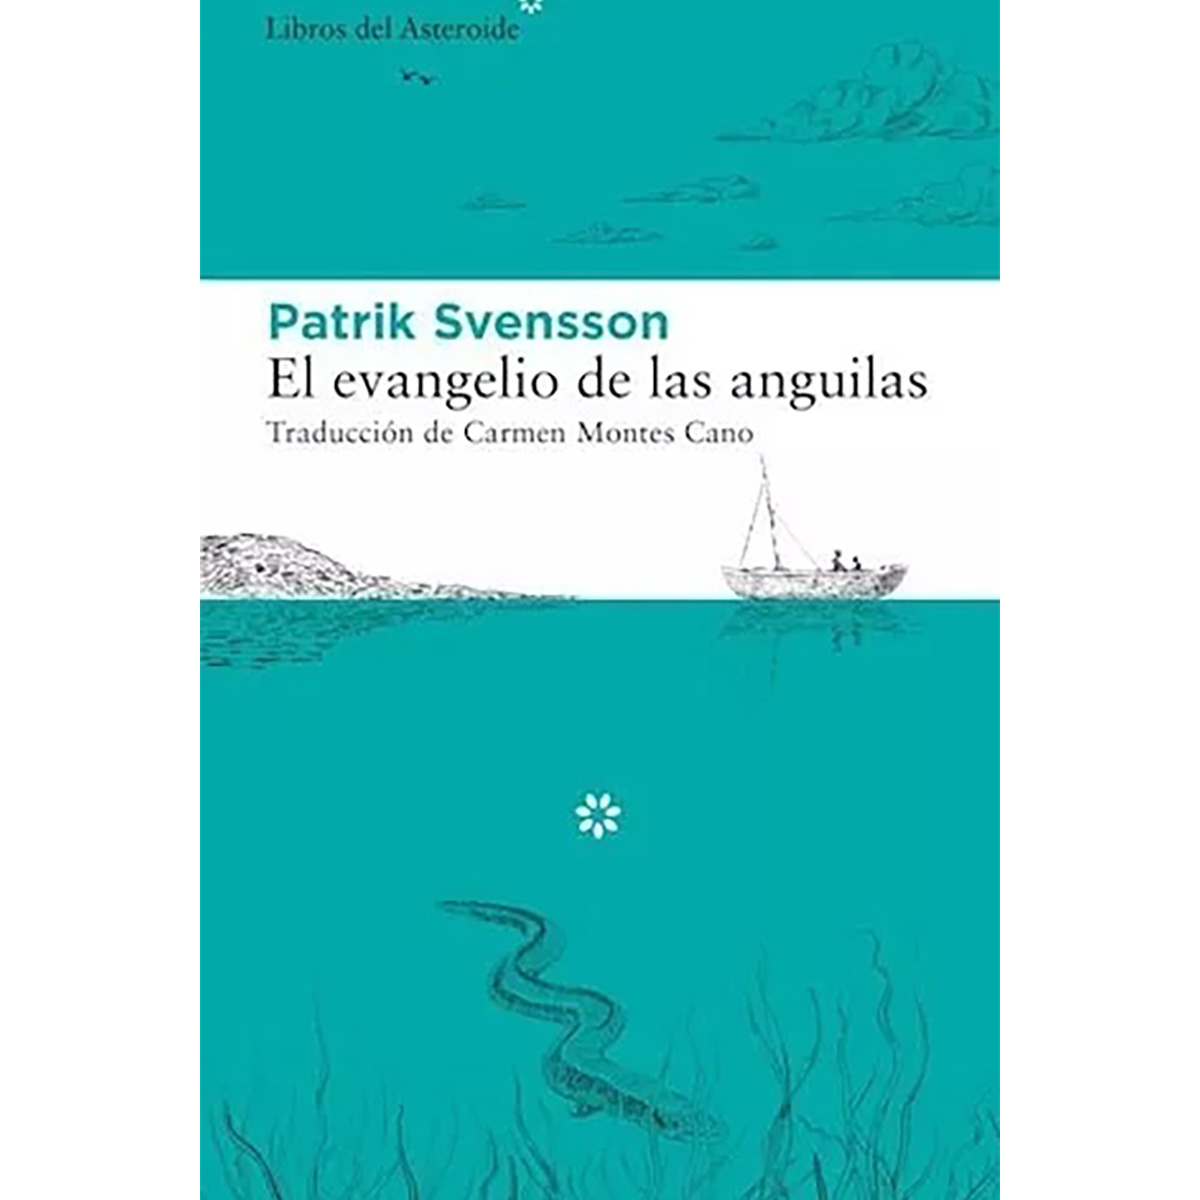 Libros del Asteroide
Patrik Svensson
El evangelio de las anguilas
Traducción de Carmen Montes Cano